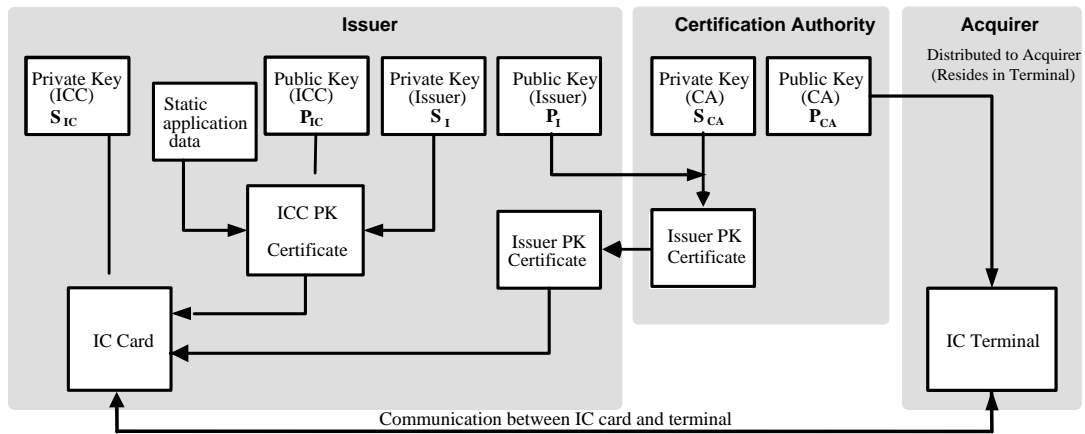 Issuer
Certification Authority
Acquirer
Private Key
(ICC)
S IC
Static
application
data
Public Key
(ICC)
P IC
Private Key
(Issuer)
S I
Public Key
(Issuer)
P I
Private Key
(CA)
S CA
Public Key
(CA)
P CA
Distributed to Acquirer
(Resides in Terminal)
ICC PK
Certificate
Issuer PK
Certificate
Issuer PK
Certificate
IC Card
IC Terminal
Communication between IC card and terminal